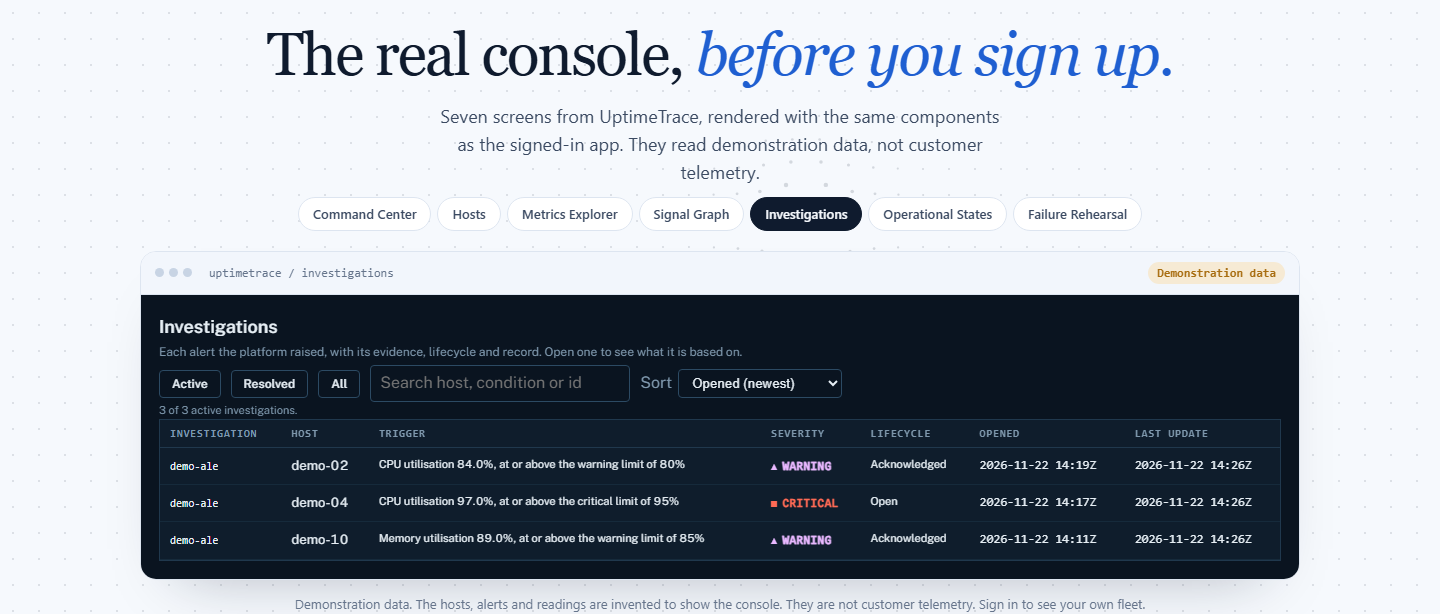 The real console, before you sign up.
Seven screens from UptimeTrace, rendered with the same components
as the signed-in app. They read demonstration data, not customer
telemetry.
Command Center Hosts Metrics Explorer Signal Graph Investigations Operational States Failure Rehearsal
uptimetrace / investigations Demonstration data
Investigations
Each alert the platform raised, with its evidence, lifecycle and record. Open one to see what it is based on.
Active Resolved All Search host, condition or id Sort Opened (newest)
3 of 3 active investigations.
INVESTIGATION HOST TRIGGER SEVERITY LIFECYCLE OPENED LAST UPDATE
demo-ale demo-02 CPU utilisation 84.0%, at or above the warning limit of 80% ▲ WARNING Acknowledged 2026-11-22 14:19Z 2026-11-22 14:26Z
demo-ale demo-04 CPU utilisation 97.0%, at or above the critical limit of 95% ■ CRITICAL Open 2026-11-22 14:17Z 2026-11-22 14:26Z
demo-ale demo-10 Memory utilisation 89.0%, at or above the warning limit of 85% ▲ WARNING Acknowledged 2026-11-22 14:11Z 2026-11-22 14:26Z
Demonstration data. The hosts, alerts and readings are invented to show the console. They are not customer telemetry. Sign in to see your own fleet.